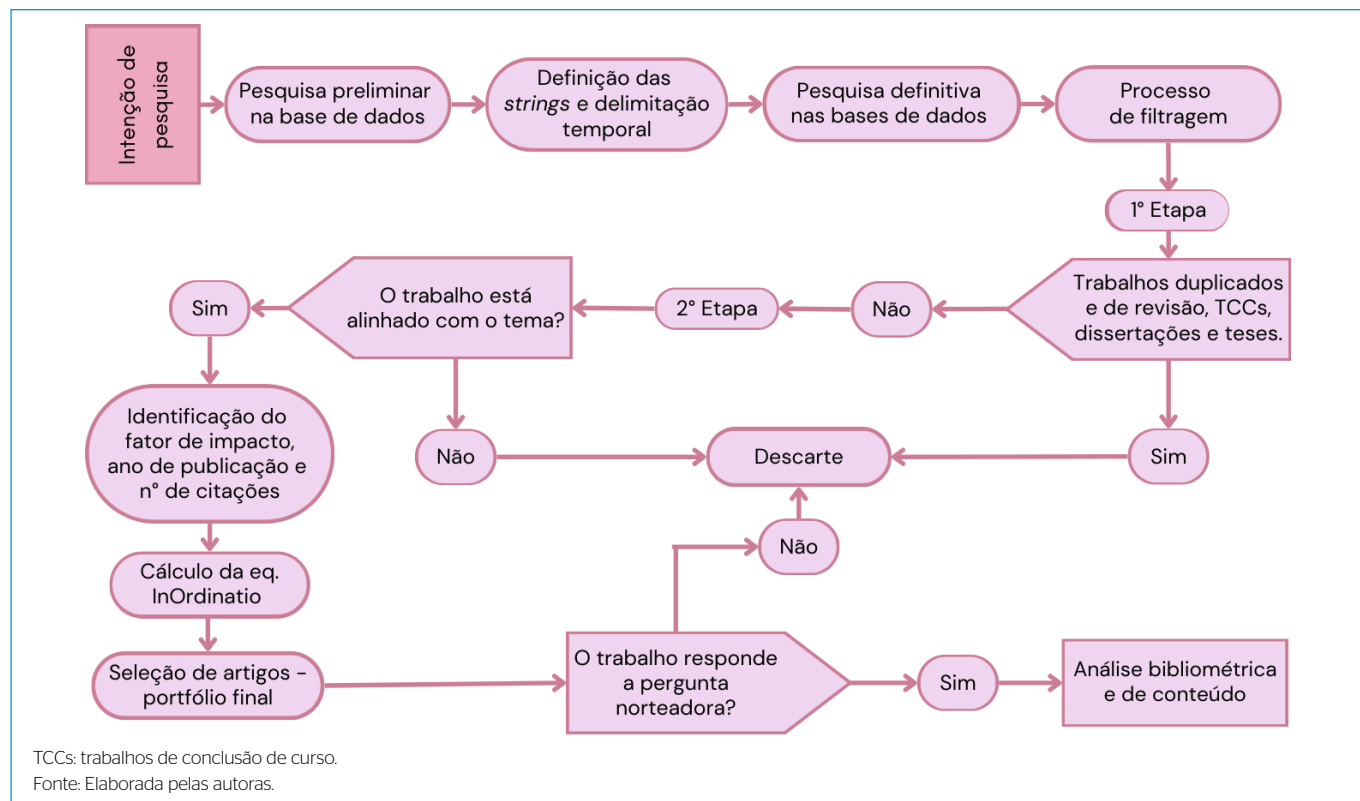 Intenção de
pesquisa
Pesquisa preliminar
na base de dados
Definição das
strings e delimitação
temporal
Pesquisa definitiva
nas bases de dados
Processo
de filtragem
1° Etapa
Trabalhos duplicados
e de revisão, TCCs,
dissertações e teses.
Não
2° Etapa
O trabalho está
alinhado com o tema?
Sim
Identificação do
fator de impacto,
ano de publicação e
n° de citações
Não
Descarte
Sim
Cálculo da eq.
InOrdinatio
Não
Seleção de artigos -
portfólio final
O trabalho responde
a pergunta
norteadora?
Sim
Análise bibliométrica
e de conteúdo
TCCs: trabalhos de conclusão de curso.
Fonte: Elaborada pelas autoras.